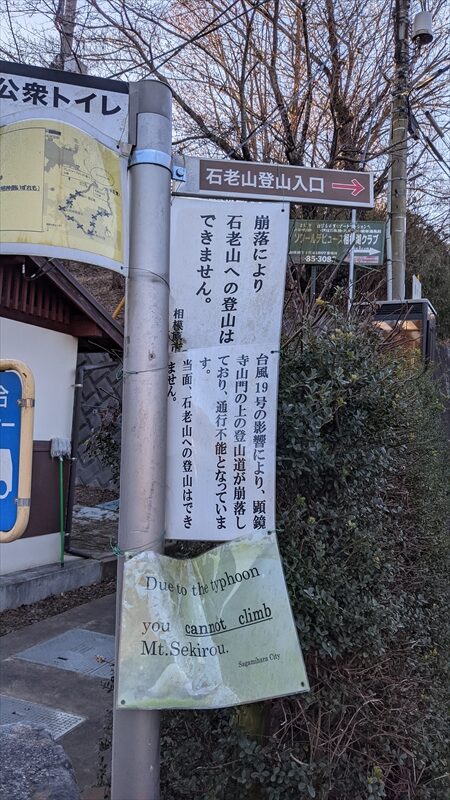 公衆トイレ
石老山登山入口
崩落により
石老山への登山は
できません。
相模原市
台風19号の影響により、顕鏡
寺山門の上の登山道が崩落し
ており、通行不能となっていま
す。
当面、石老山への登山はでき
ません。
Due to the typhoon
you cannot climb
Mt.Sekirou.
Sagamihara City